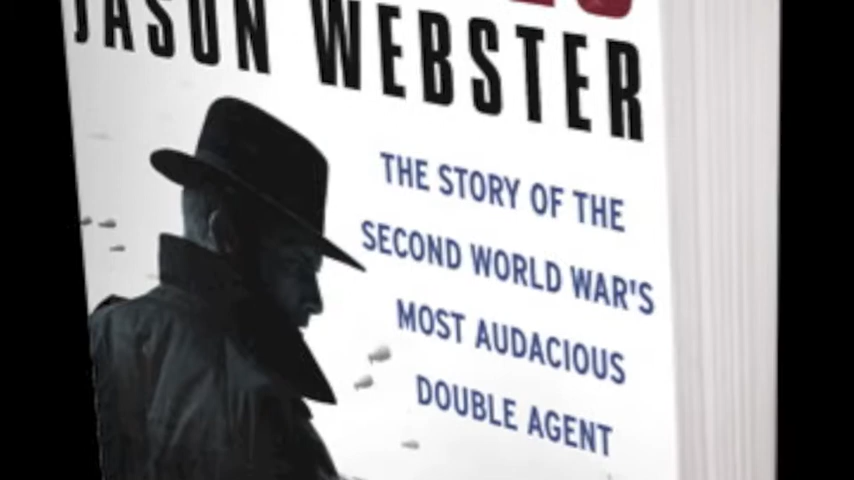 JASON WEBSTER
THE STORY OF THE
SECOND WORLD WAR'S
MOST AUDACIOUS
DOUBLE AGENT